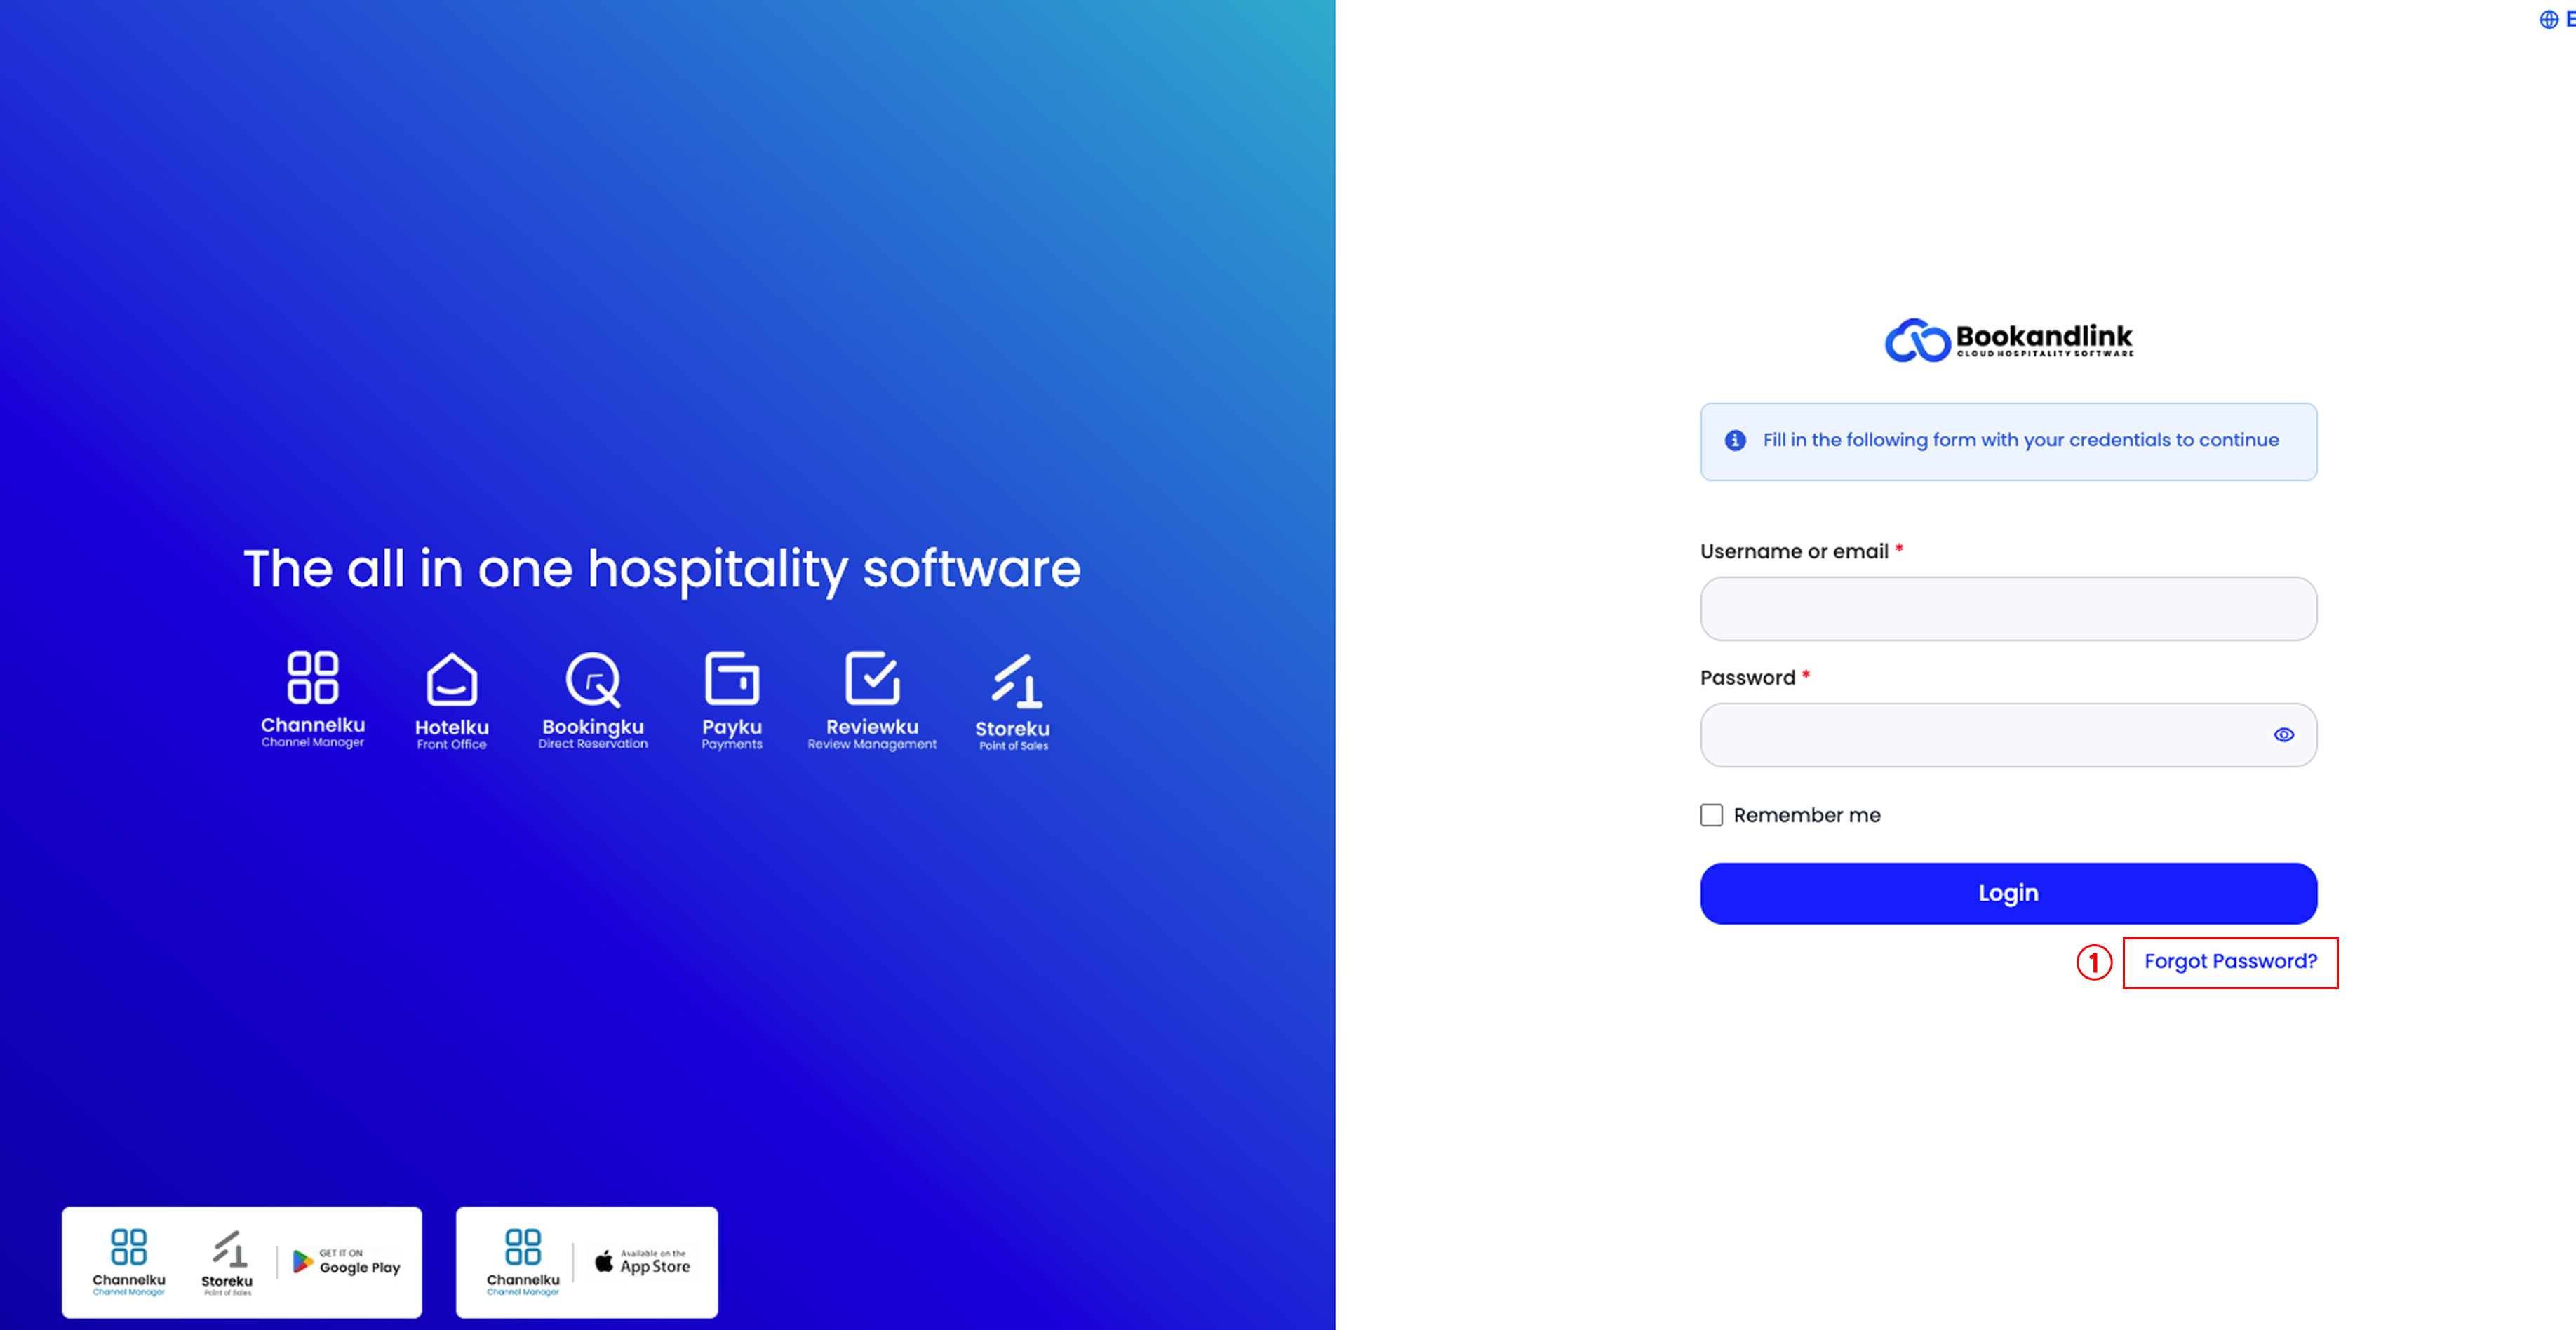 The all in one hospitality software
Channelku
Channel Manager
Hotelku
Front Office
Bookingku
Direct Reservation
Payku
Payments
Reviewku
Review Management
Storeku
Point of Sales
Channelku
Channel Manager
Storeku
Point of Sales
GET IT ON
Google Play
Channelku
Channel Manager
Available on the
App Store
Bookandlink
CLOUD HOSPITALITY SOFTWARE
Fill in the following form with your credentials to continue
Username or email *
Password *
Remember me
Login
1 Forgot Password?